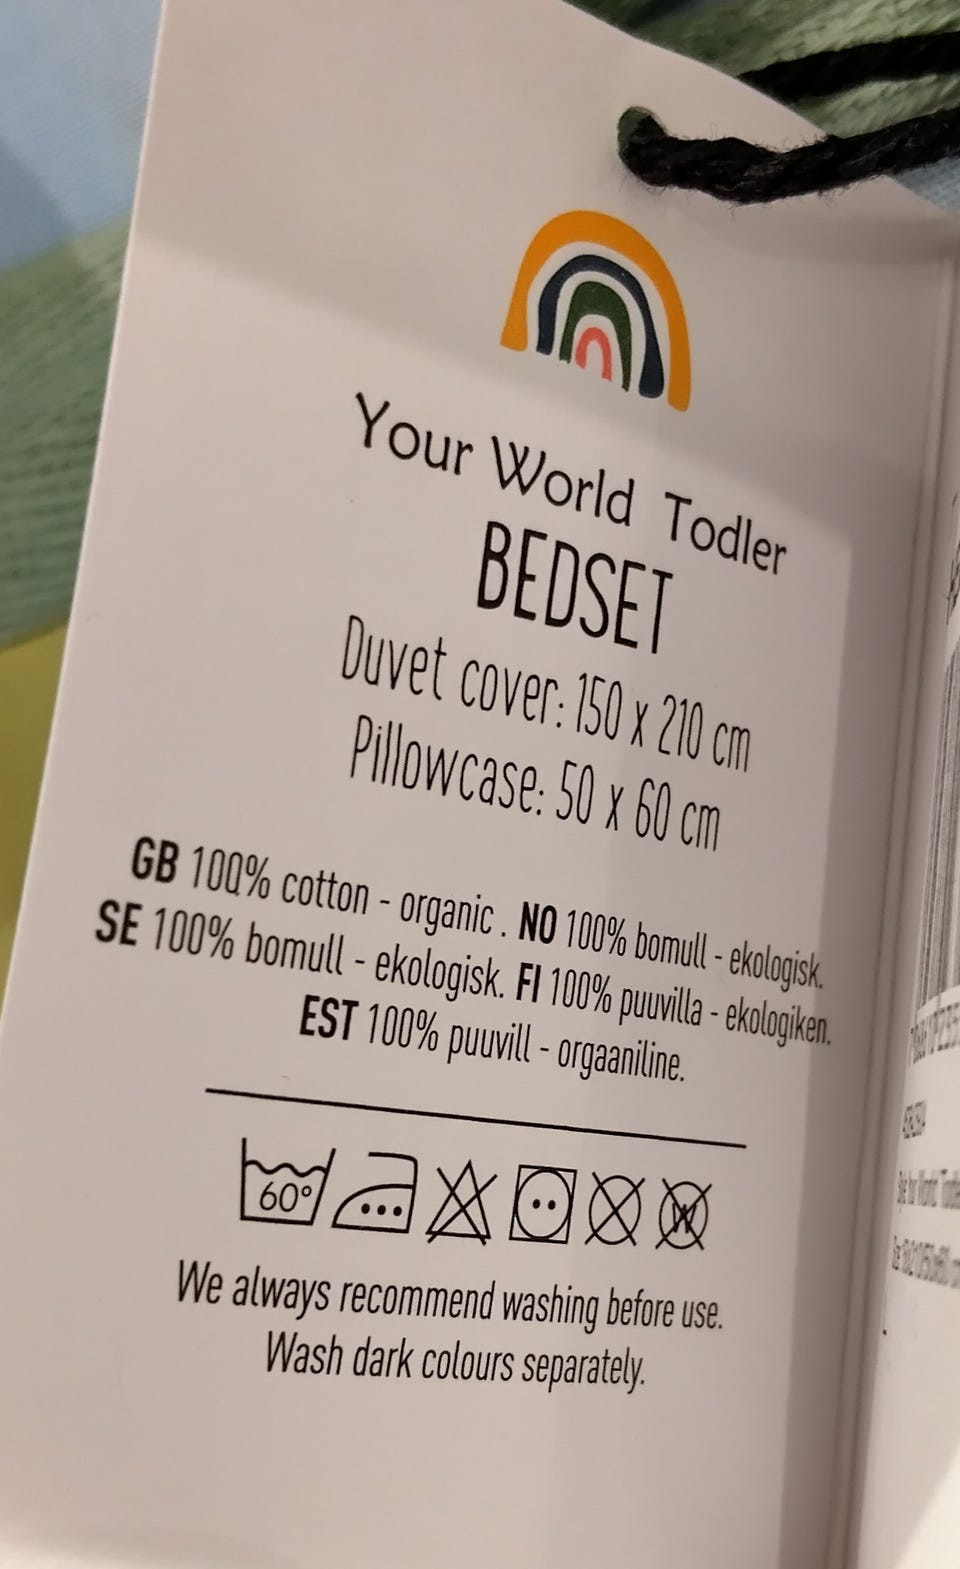 Your World Todler
BEDSET
Duvet cover: 150 x 210 cm
Pillowcase: 50 x 60 cm
GB 100% cotton - organic . NO 100% bomull - ekologisk.
SE 100% bomull - ekologisk. FI 100% puuvilla - ekologiken.
EST 100% puuvill - orgaaniline.
60°
W
We always recommend washing before use.
Wash dark colours separately.